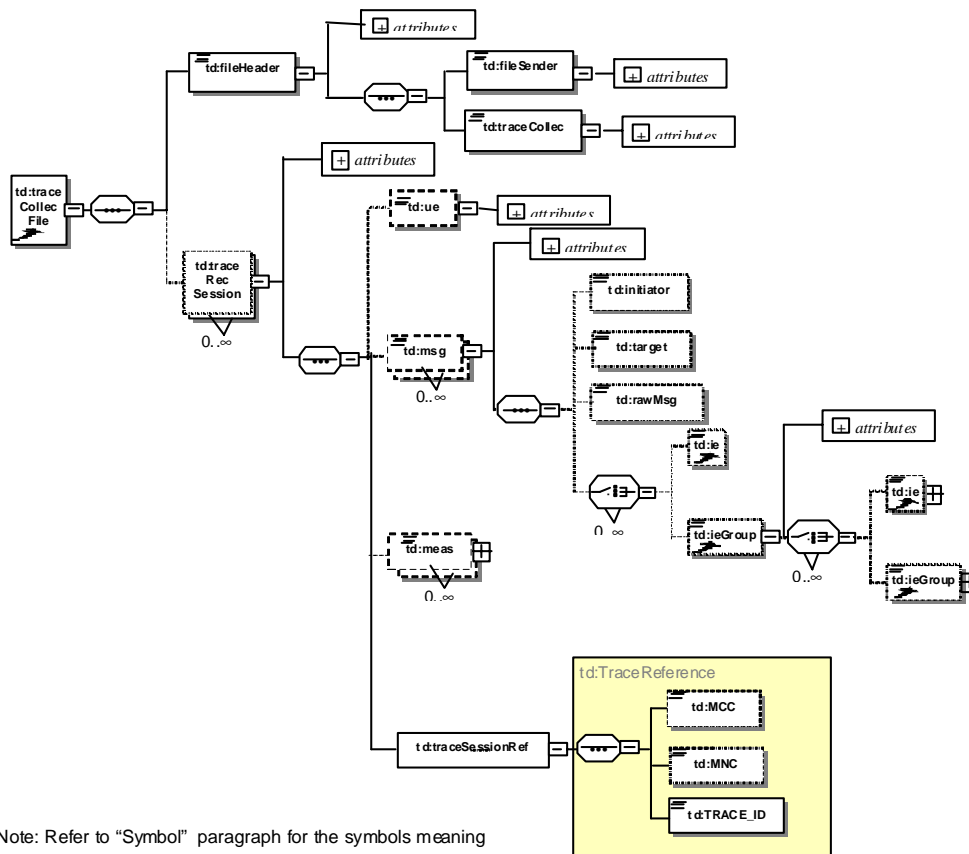 attributes
td:fileHeader
td:fileSender
attributes
td:traceCollec
attributes
attributes
td:trace
Collec
File
td:ue
attributes
attributes
td:trace
Rec
Session
0..∞
td:initiator
td:msg
0..∞
td:target
td:rawMsg
attributes
td:ie
td:ie
0..∞
td:ieGroup
0..∞
td:meas
0..∞
td:ieGroup
td:TraceReference
td:MCC
td:traceSessionRef
td:MNC
td:TRACE_ID
Note: Refer to “Symbol” paragraph for the symbols meaning